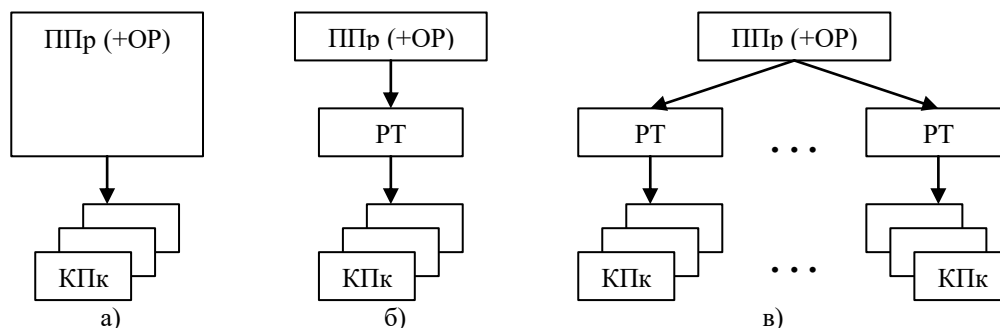 ППр (+ОР)
ППр (+ОР)
ППр (+ОР)
РТ
РТ
. . .
РТ
КПк
КПк
КПк
. . .
КПк
а)
б)
в)